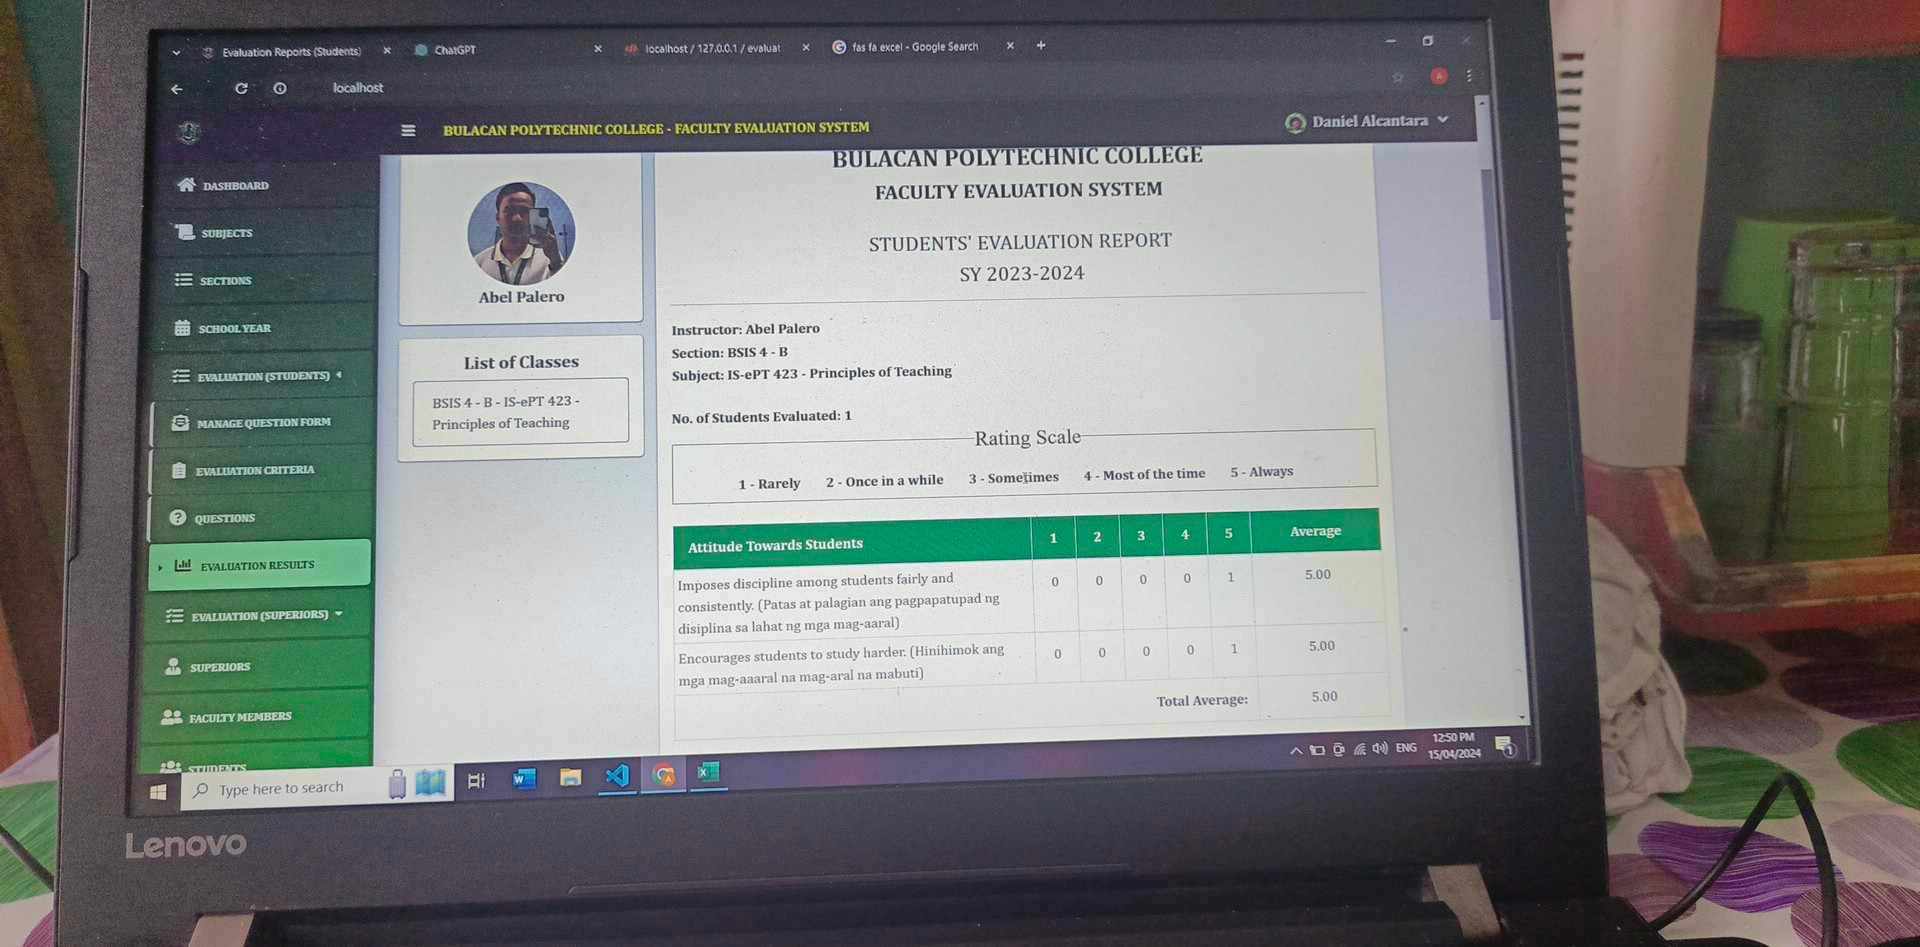 Evaluation Reports (Students)
ChatGPT
localhost / 127.0.0.1 / evaluat
fas fa excel - Google Search
localhost
BULACAN POLYTECHNIC COLLEGE - FACULTY EVALUATION SYSTEM
Daniel Alcantara
DASHBOARD
SUBJECTS
SECTIONS
SCHOOL YEAR
EVALUATION (STUDENTS)
MANAGE QUESTION FORM
EVALUATION CRITERIA
QUESTIONS
EVALUATION RESULTS
EVALUATION (SUPERIORS)
SUPERIORS
FACULTY MEMBERS
STUDENTS
Abel Palero
List of Classes
BSIS 4 - B - IS-ePT 423 -
Principles of Teaching
BULACAN POLYTECHNIC COLLEGE
FACULTY EVALUATION SYSTEM
STUDENTS' EVALUATION REPORT
SY 2023-2024
Instructor: Abel Palero
Section: BSIS 4 - B
Subject: IS-ePT 423 - Principles of Teaching
No. of Students Evaluated: 1
Rating Scale
1 - Rarely 2 - Once in a while 3 - Sometimes 4 - Most of the time 5 - Always
Attitude Towards Students 1 2 3 4 5 Average
Imposes discipline among students fairly and 0 0 0 0 1 5.00
consistently. (Patas at palagian ang pagpapatupad ng
disiplina sa lahat ng mga mag-aaral)
Encourages students to study harder. (Hinihimok ang 0 0 0 0 1 5.00
mga mag-aaaral na mag-aral na mabuti)
Total Average: 5.00
Type here to search
ENG
12:50 PM
15/04/2024
1
Lenovo